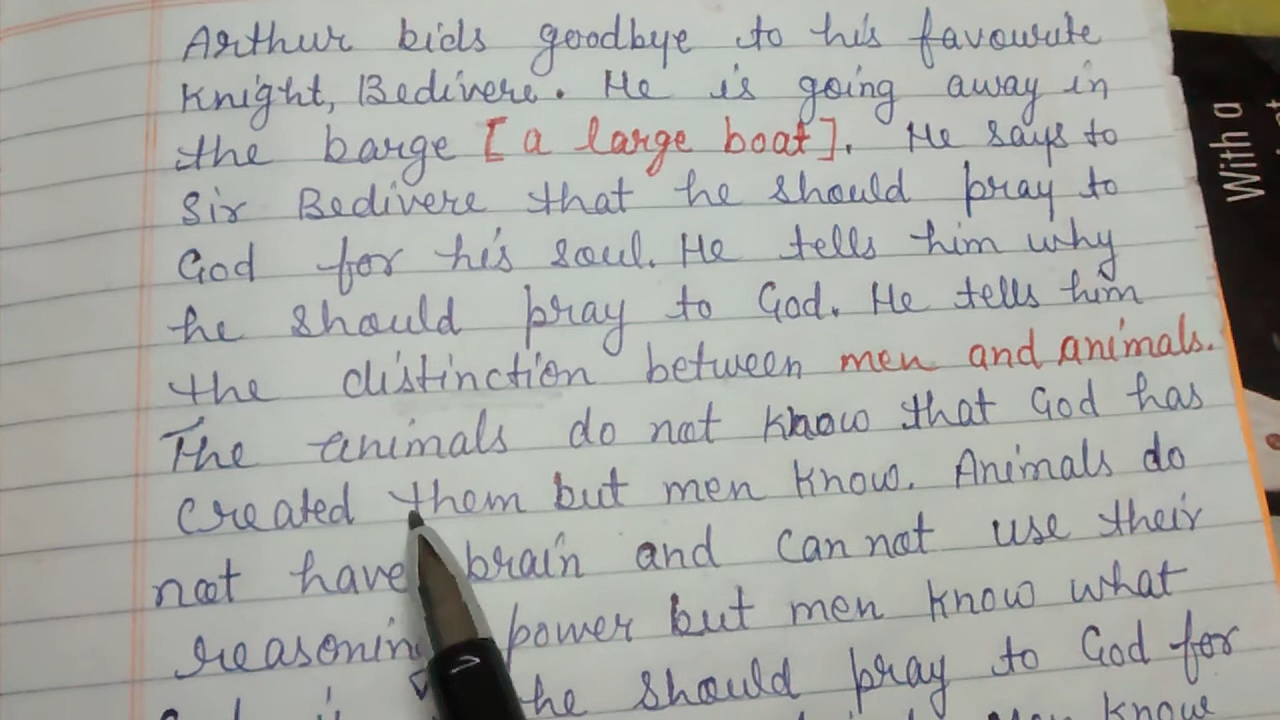 Arthur bids goodbye to his favourite
Knight, Bedivere. He is going away in
the barge [a large boat]. He says to
Sir Bedivere that he should pray to
God for his soul. He tells him why
he should pray to God. He tells him
the distinction between men and animals.
The animals do not know that God has
created them but men know. Animals do
not have brain and cannot use their
reasoning power but men know what
he should pray to God for
know
With a